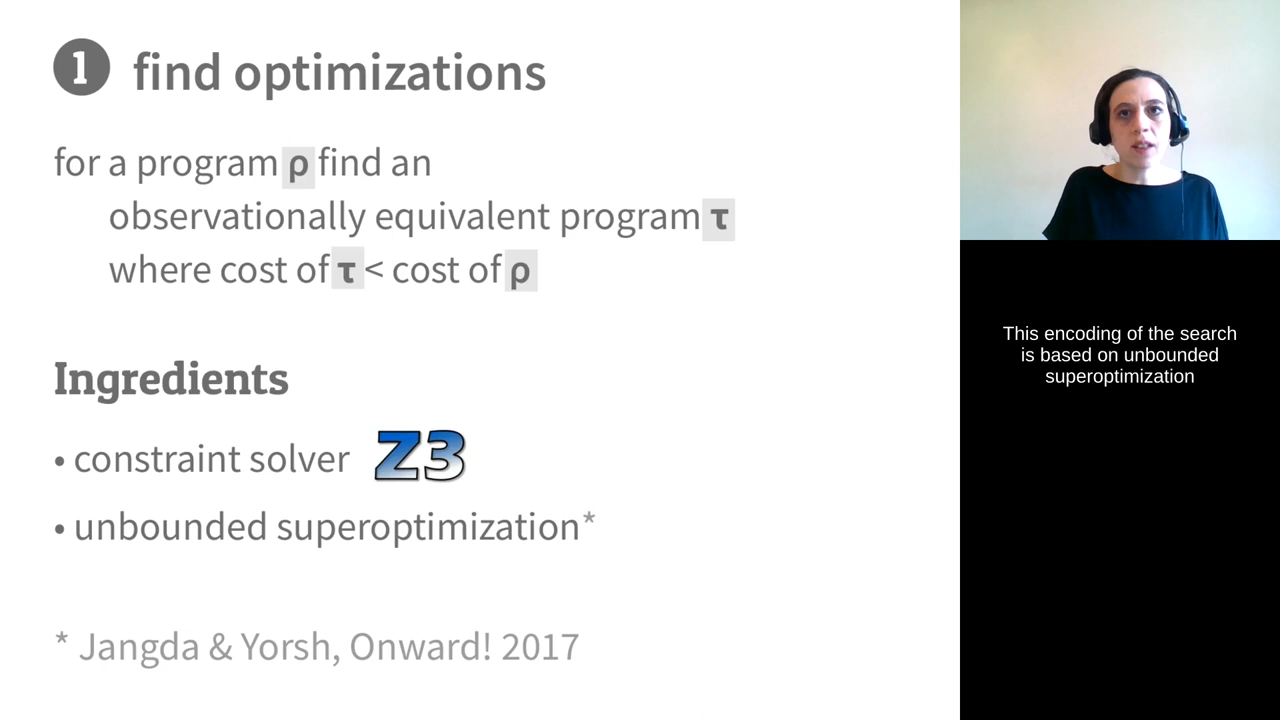 1 find optimizations
for a program ρ find an
observationally equivalent program τ
where cost of τ < cost of ρ
Ingredients
• constraint solver Z3
• unbounded superoptimization*
* Jangda & Yorsh, Onward! 2017
This encoding of the search
is based on unbounded
superoptimization